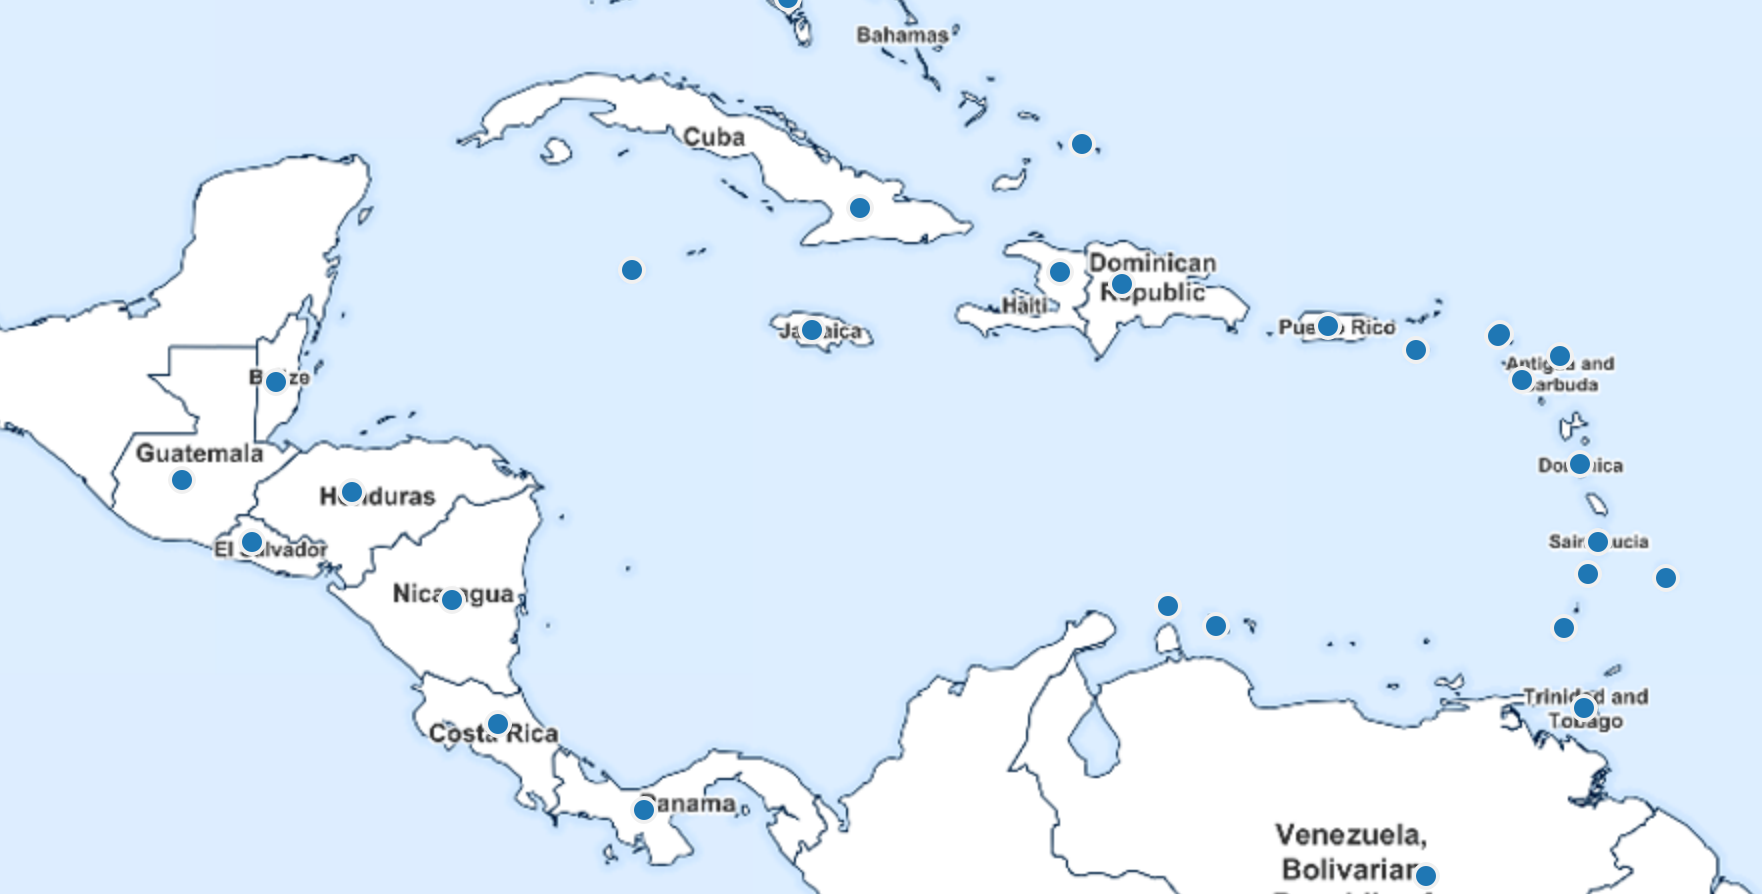 Bahamas
Cuba
Dominican
Republic
Haiti
Jamaica
Puerto Rico
Belize
Antigua and
Barbuda
Guatemala
Dominica
Honduras
Saint Lucia
El Salvador
Nicaragua
Trinidad and
Tobago
Costa Rica
Panama
Venezuela,
Bolivarian